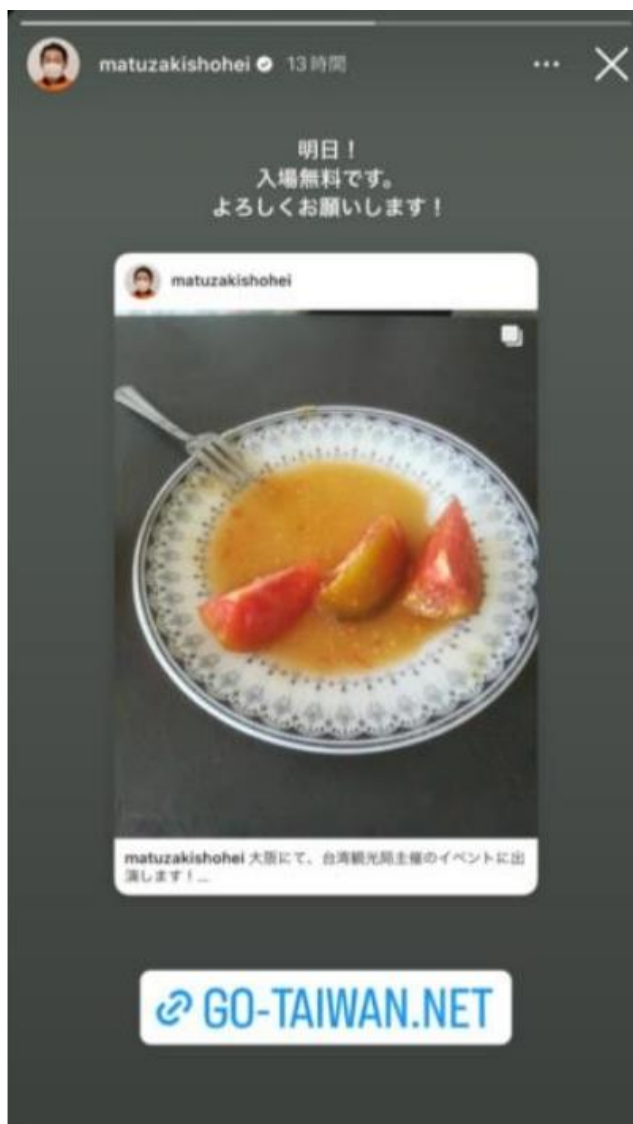 matuzakishohei 13時間
明日！
入場無料です。
よろしくお願いします！
matuzakishohei
matuzakishohei 大阪にて、台湾観光局主催のイベントに出
演します！...
GO-TAIWAN.NET